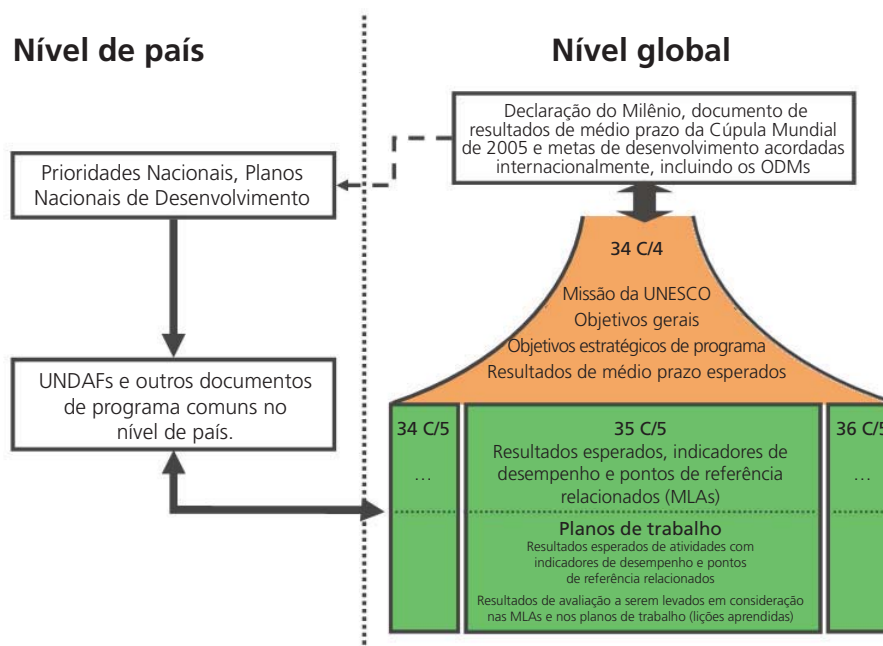 Nível de país
Prioridades Nacionais, Planos
Nacionais de Desenvolvimento
UNDAFs e outros documentos
de programa comuns no
nível de país.
Nível global
Declaração do Milênio, documento de
resultados de médio prazo da Cúpula Mundial
de 2005 e metas de desenvolvimento acordadas
internacionalmente, incluindo os ODMs
34 C/4
Missão da UNESCO
Objetivos gerais
Objetivos estratégicos de programa
Resultados de médio prazo esperados
34 C/5
...
35 C/5
Resultados esperados, indicadores de
desempenho e pontos de referência
relacionados (MLAs)
Planos de trabalho
Resultados esperados de atividades com
indicadores de desempenho e pontos
de referência relacionados
Resultados de avaliação a serem levados em consideração
nas MLAs e nos planos de trabalho (lições aprendidas)
36 C/5
...